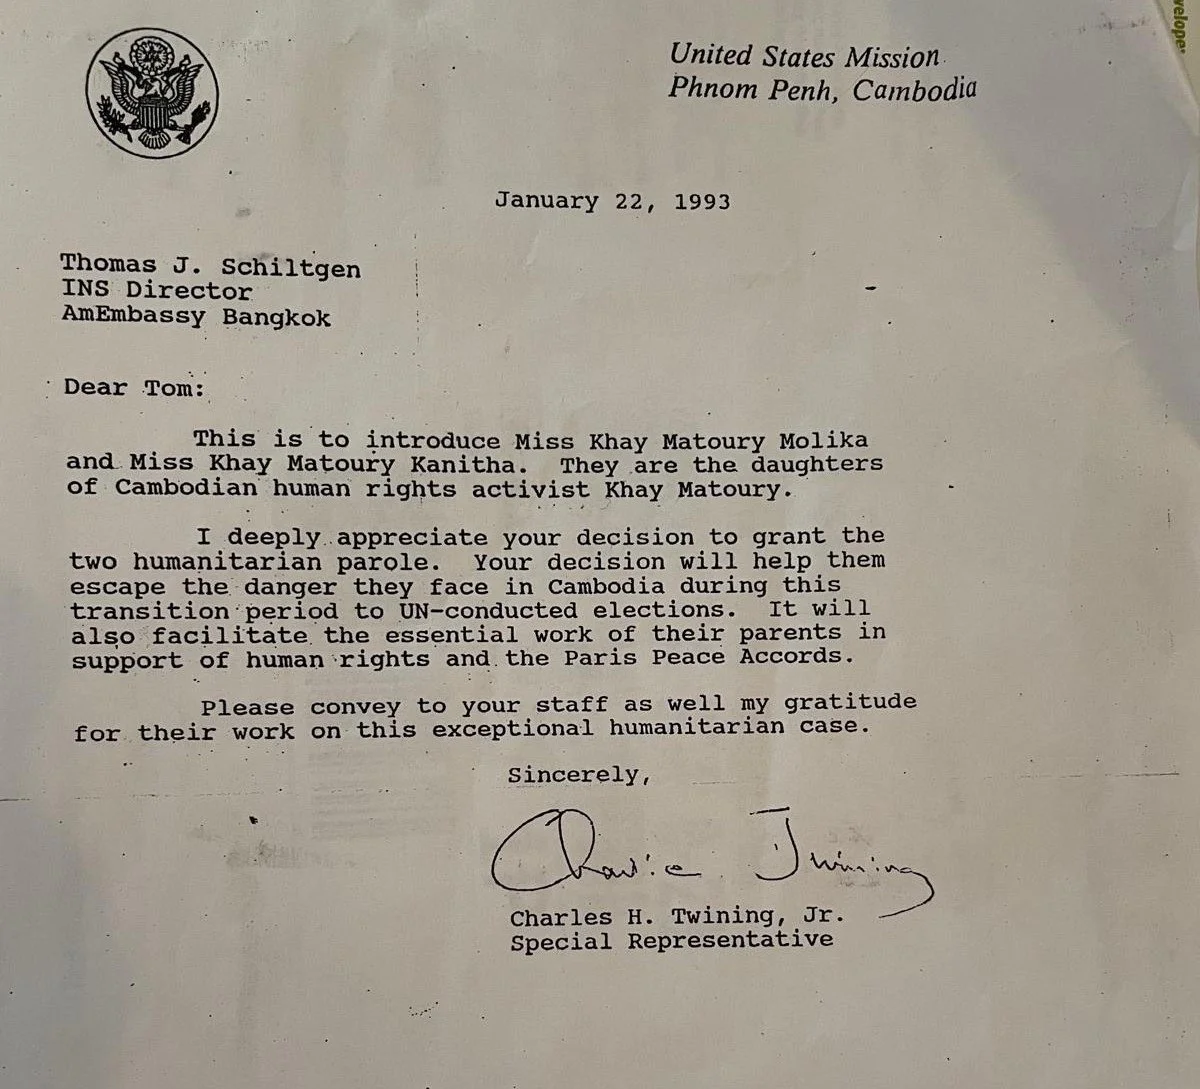 United States Mission
Phnom Penh, Cambodia
January 22, 1993
Thomas J. Schiltgen
INS Director
AmEmbassy Bangkok
Dear Tom:
This is to introduce Miss Khay Matoury Molika
and Miss Khay Matoury Kanitha. They are the daughters
of Cambodian human rights activist Khay Matoury.
I deeply appreciate your decision to grant the
two humanitarian parole. Your decision will help them
escape the danger they face in Cambodia during this
transition period to UN-conducted elections. It will
also facilitate the essential work of their parents in
support of human rights and the Paris Peace Accords.
Please convey to your staff as well my gratitude
for their work on this exceptional humanitarian case.
Sincerely,
Charlie Twining
Charles H. Twining, Jr.
Special Representative